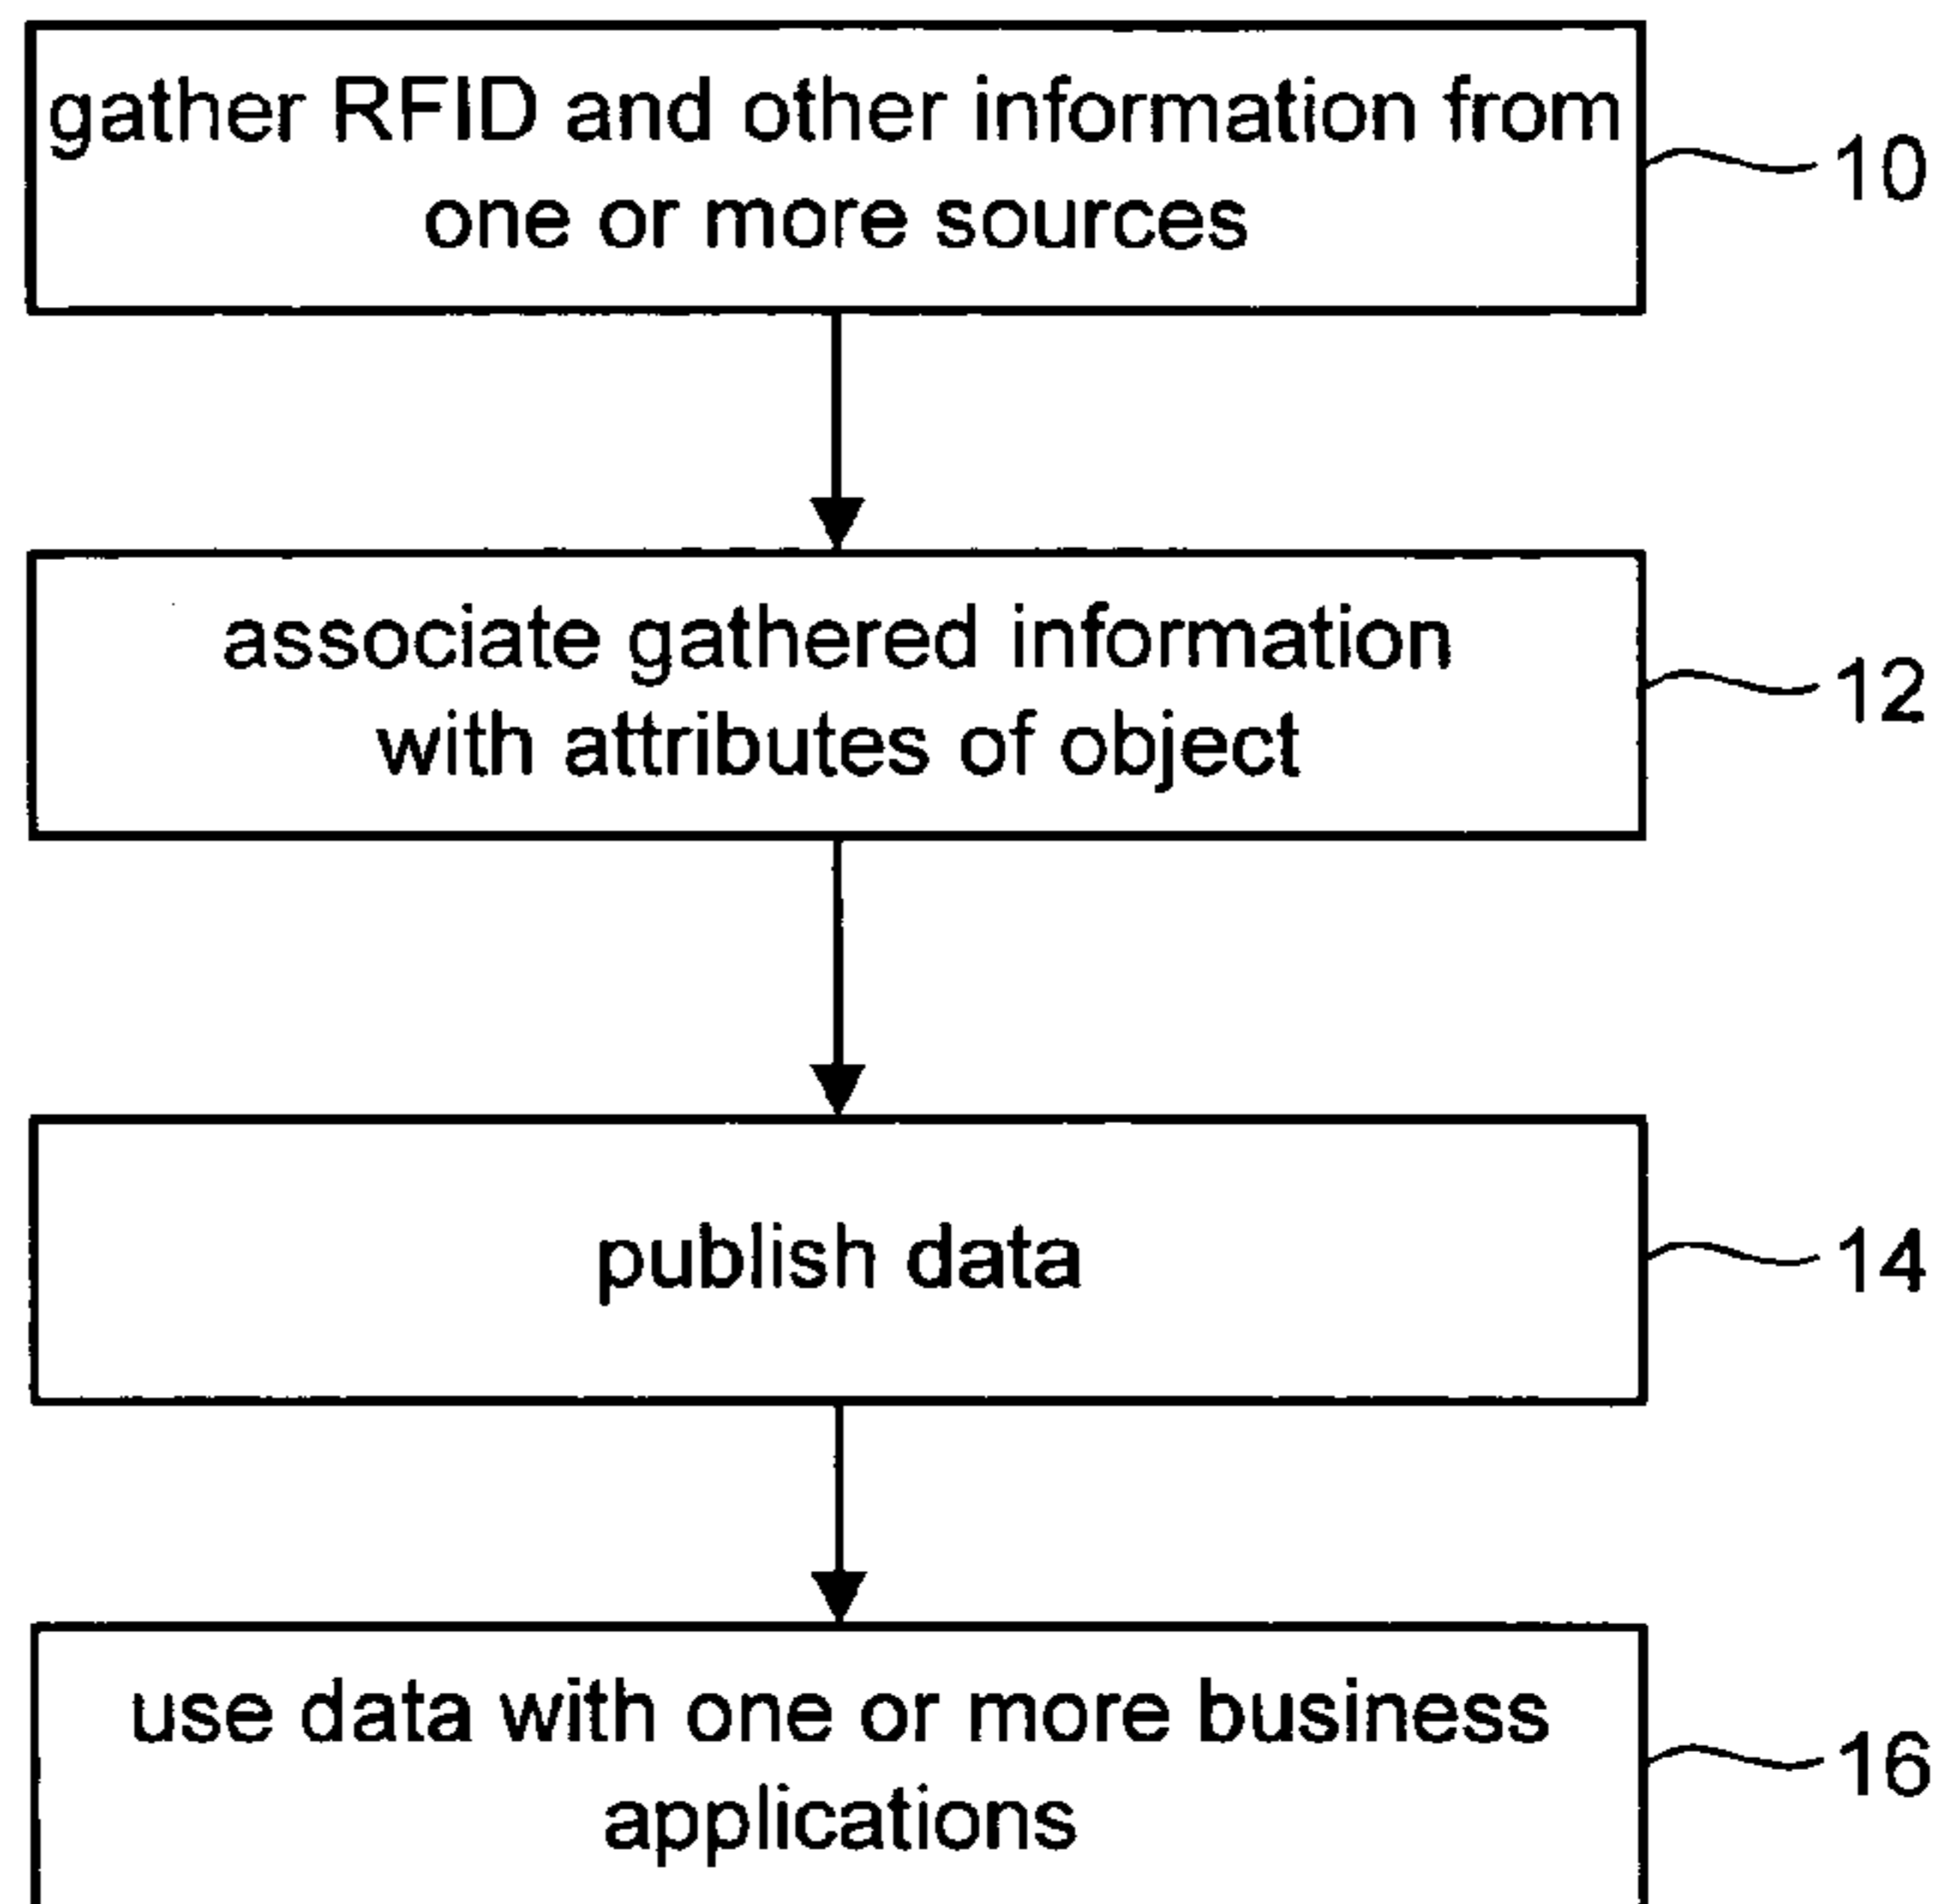 gather RFID and other information from
one or more sources
10
associate gathered information
with attributes of object
12
publish data
14
use data with one or more business
applications
16